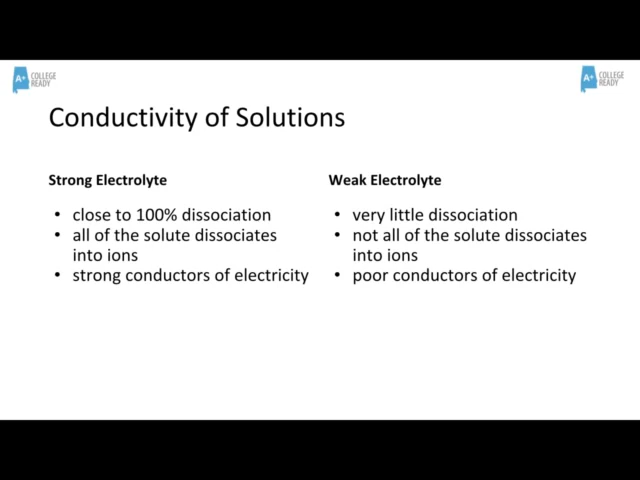 A+ COLLEGE READY
A+ COLLEGE READY
Conductivity of Solutions
Strong Electrolyte
• close to 100% dissociation
• all of the solute dissociates
into ions
• strong conductors of electricity
Weak Electrolyte
• very little dissociation
• not all of the solute dissociates
into ions
• poor conductors of electricity